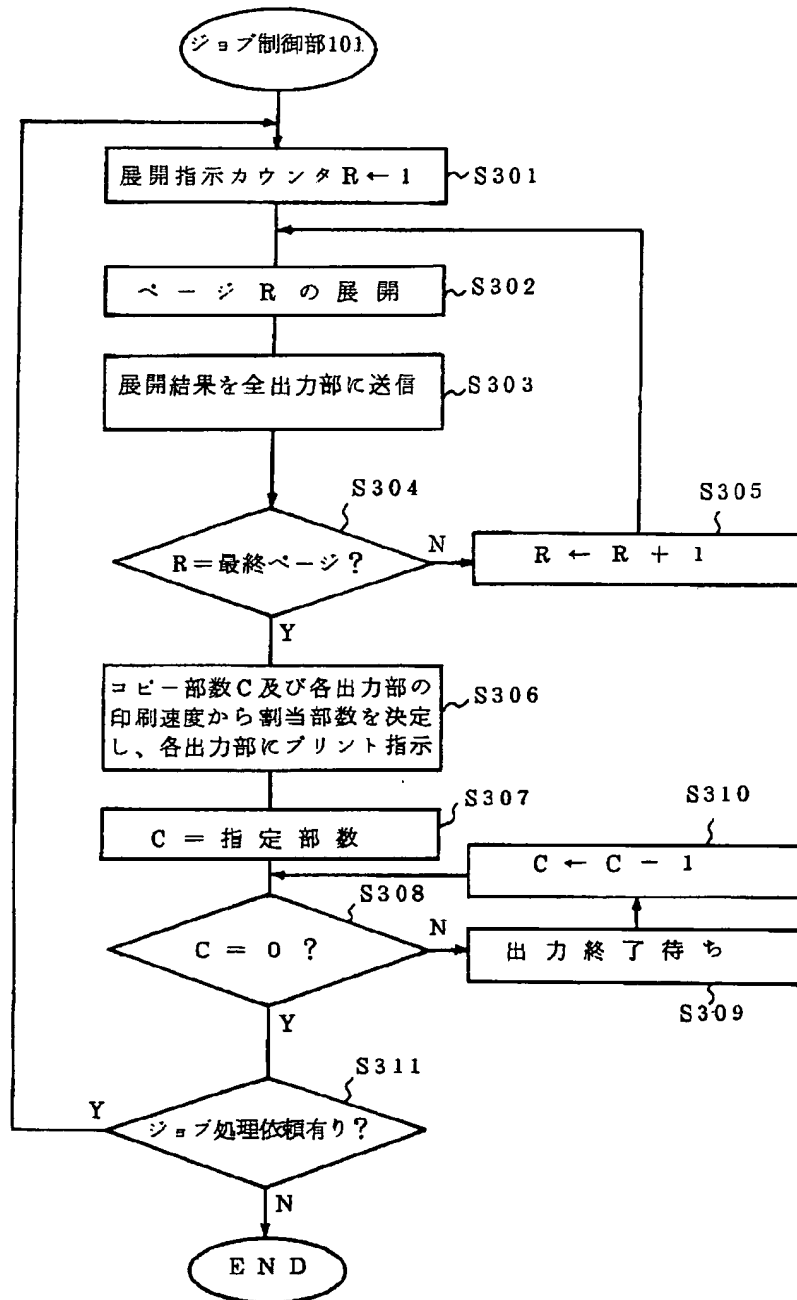 ジョブ制御部101
展開指示カウンタR←1
S301
ページRの展開
S302
展開結果を全出力部に送信
S303
S304
R=最終ページ?
N
S305
R ← R + 1
Y
コピー部数C及び各出力部の
印刷速度から割当部数を決定
し、各出力部にプリント指示
S306
S307
C = 指定部数
S310
C ← C - 1
S308
C = 0 ?
N
出力終了待ち
S309
Y
S311
Y
ジョブ処理依頼有り?
N
END